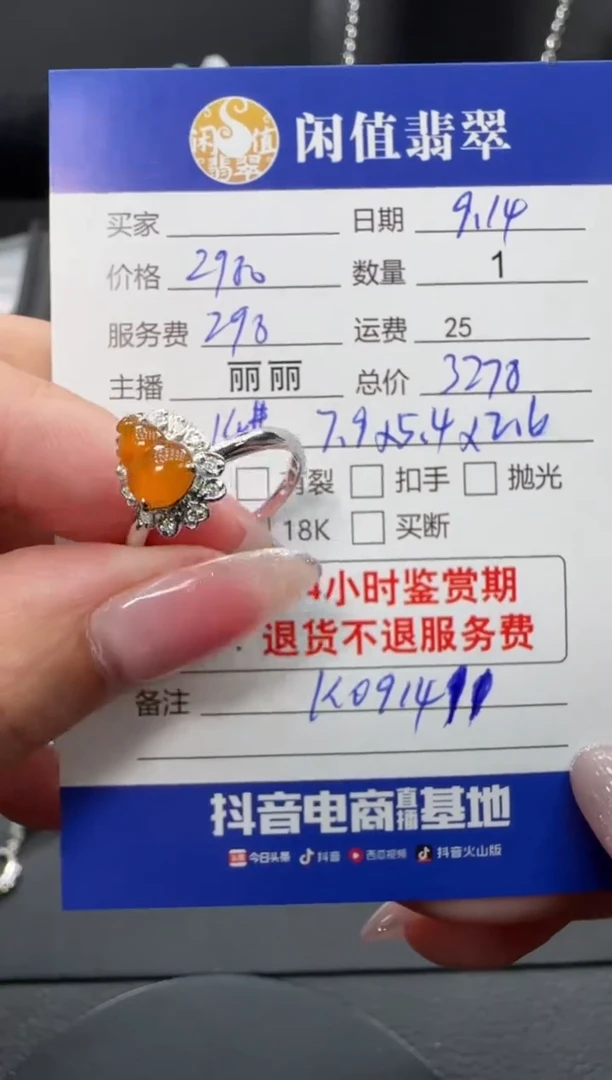 闲值翡翠
闲值翡翠
买家 日期 9.14
价格 2980 数量 1
服务费 298 运费 25
主播 丽丽 总价 3278
7.9x5.4x2.6
裂 扣手 抛光
18K 买断
4小时鉴赏期
退货不退服务费
备注 K0914
抖音电商直播基地
今日头条 抖音 西瓜视频 抖音火山版